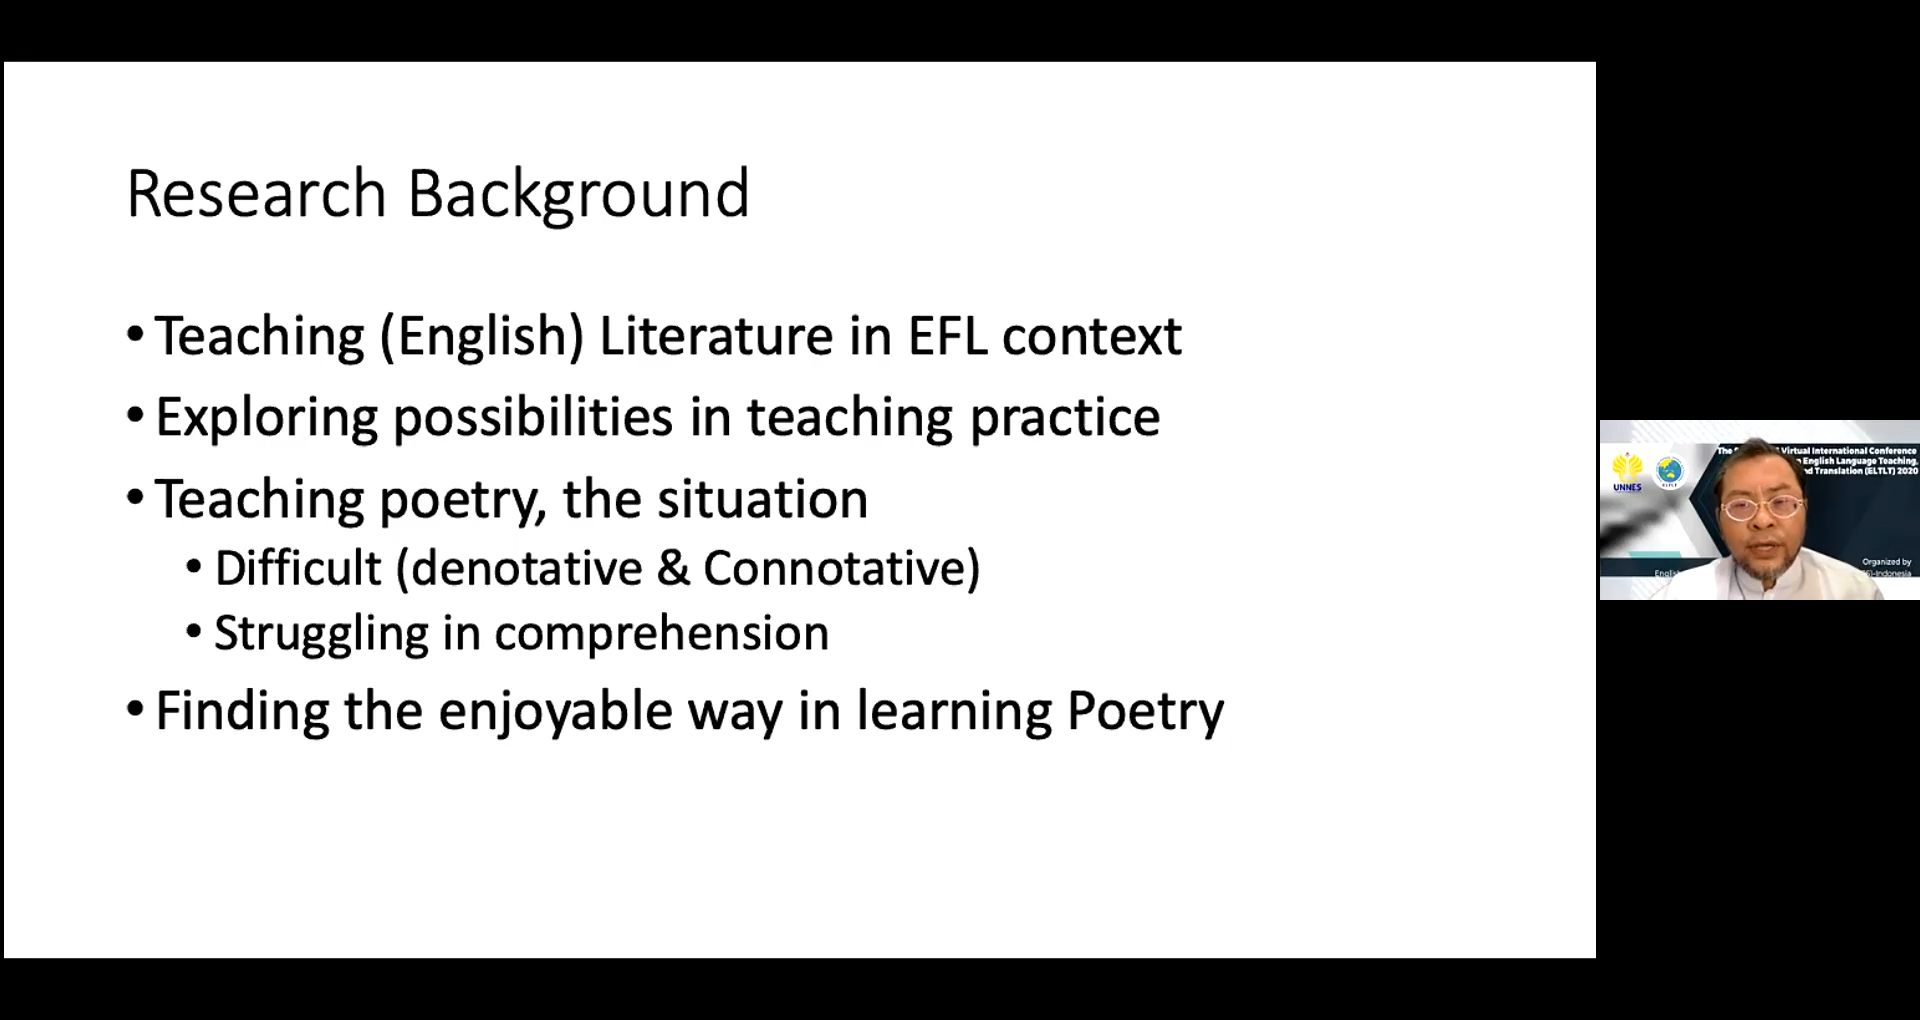 Research Background
• Teaching (English) Literature in EFL context
• Exploring possibilities in teaching practice
• Teaching poetry, the situation
• Difficult (denotative & Connotative)
• Struggling in comprehension
• Finding the enjoyable way in learning Poetry
The Virtual International Conference
English Language Teaching,
Translation (ELTLT) 2020
UNNES
Organized by
-Indonesia